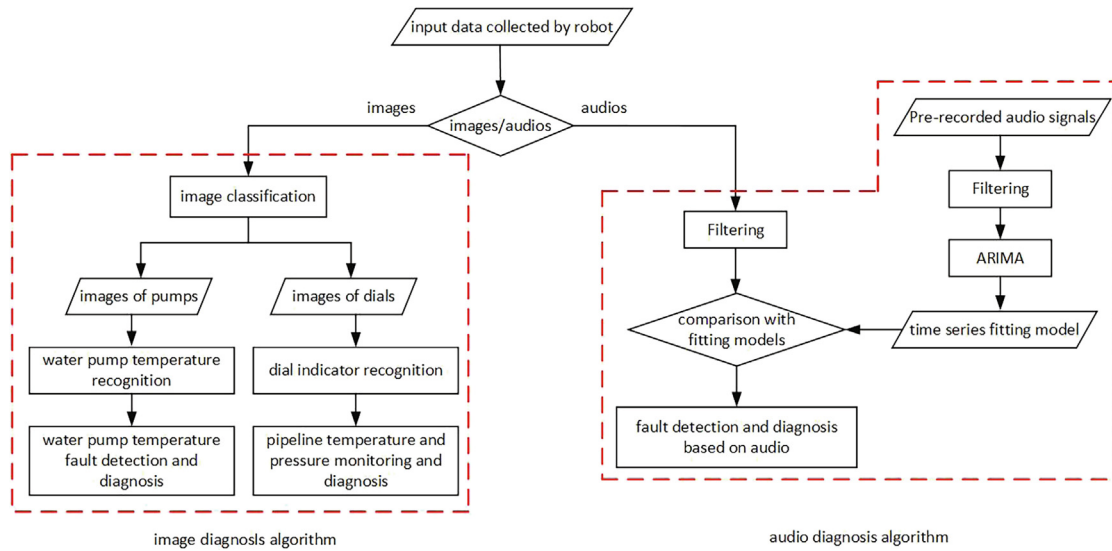 input data collected by robot
images
images/audios
audios
image classification
images of pumps
images of dials
water pump temperature
recognition
dial indicator recognition
water pump temperature
fault detection and
diagnosis
pipeline temperature and
pressure monitoring and
diagnosis
image diagnosis algorithm
Pre-recorded audio signals
Filtering
ARIMA
time series fitting model
Filtering
comparison with
fitting models
fault detection and diagnosis
based on audio
audio diagnosis algorithm